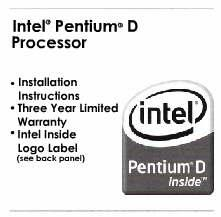 Intel® Pentium® D
Processor
• Installation
Instructions
• Three Year Limited
Warranty
• Intel Inside
Logo Label
(see back panel)
intel®
Pentium® D
inside™